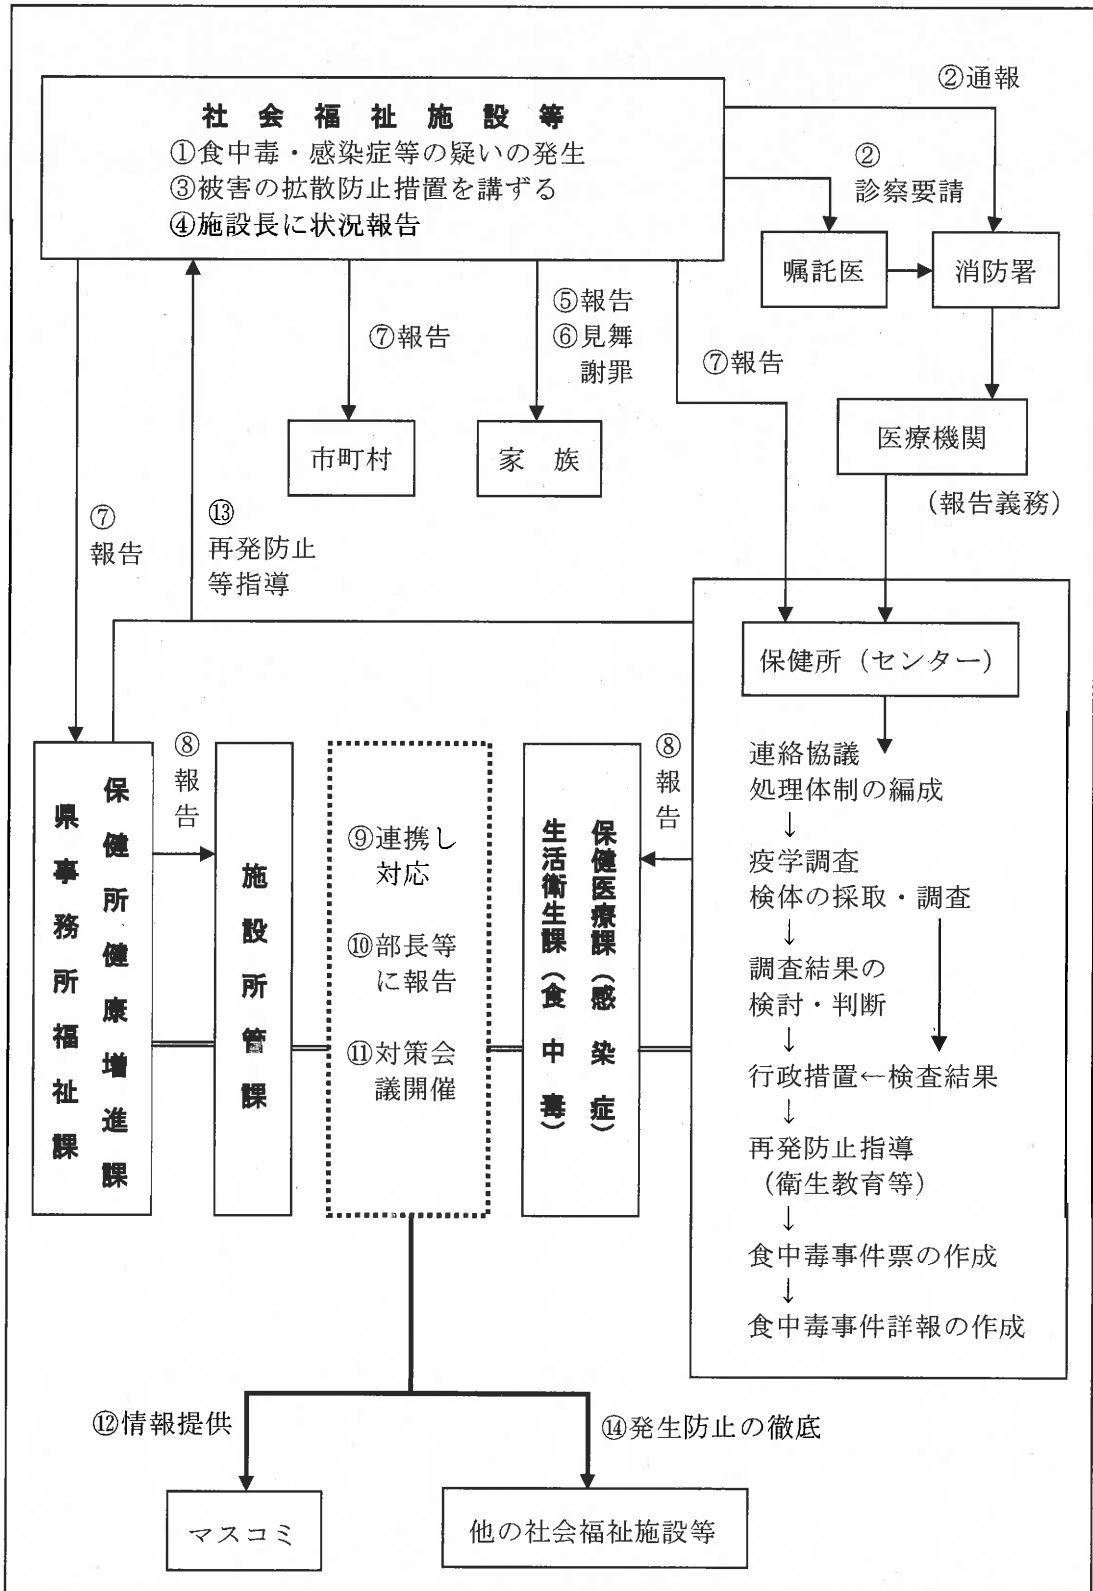 社会福祉施設等
①食中毒・感染症等の疑いの発生
③被害の拡散防止措置を講ずる
④施設長に状況報告
②通報
②
診察要請
嘱託医
消防署
⑦報告
⑤報告
⑥見舞
謝罪
⑦報告
医療機関
（報告義務）
市町村
家　族
⑦
報告
⑬
再発防止
等指導
保健所（センター）
連絡協議
処理体制の編成
↓
疫学調査
検体の採取・調査
↓
調査結果の
検討・判断
↓
行政措置←検査結果
↓
再発防止指導
（衛生教育等）
↓
食中毒事件票の作成
↓
食中毒事件詳報の作成
保健所健康増進課
県事務所福祉課
⑧
報
告
施設所管課
⑨連携し
対応
⑩部長等
に報告
⑪対策会
議開催
保健医療課（感染症）
生活衛生課（食中毒）
⑧
報
告
⑫情報提供
⑭発生防止の徹底
マスコミ
他の社会福祉施設等